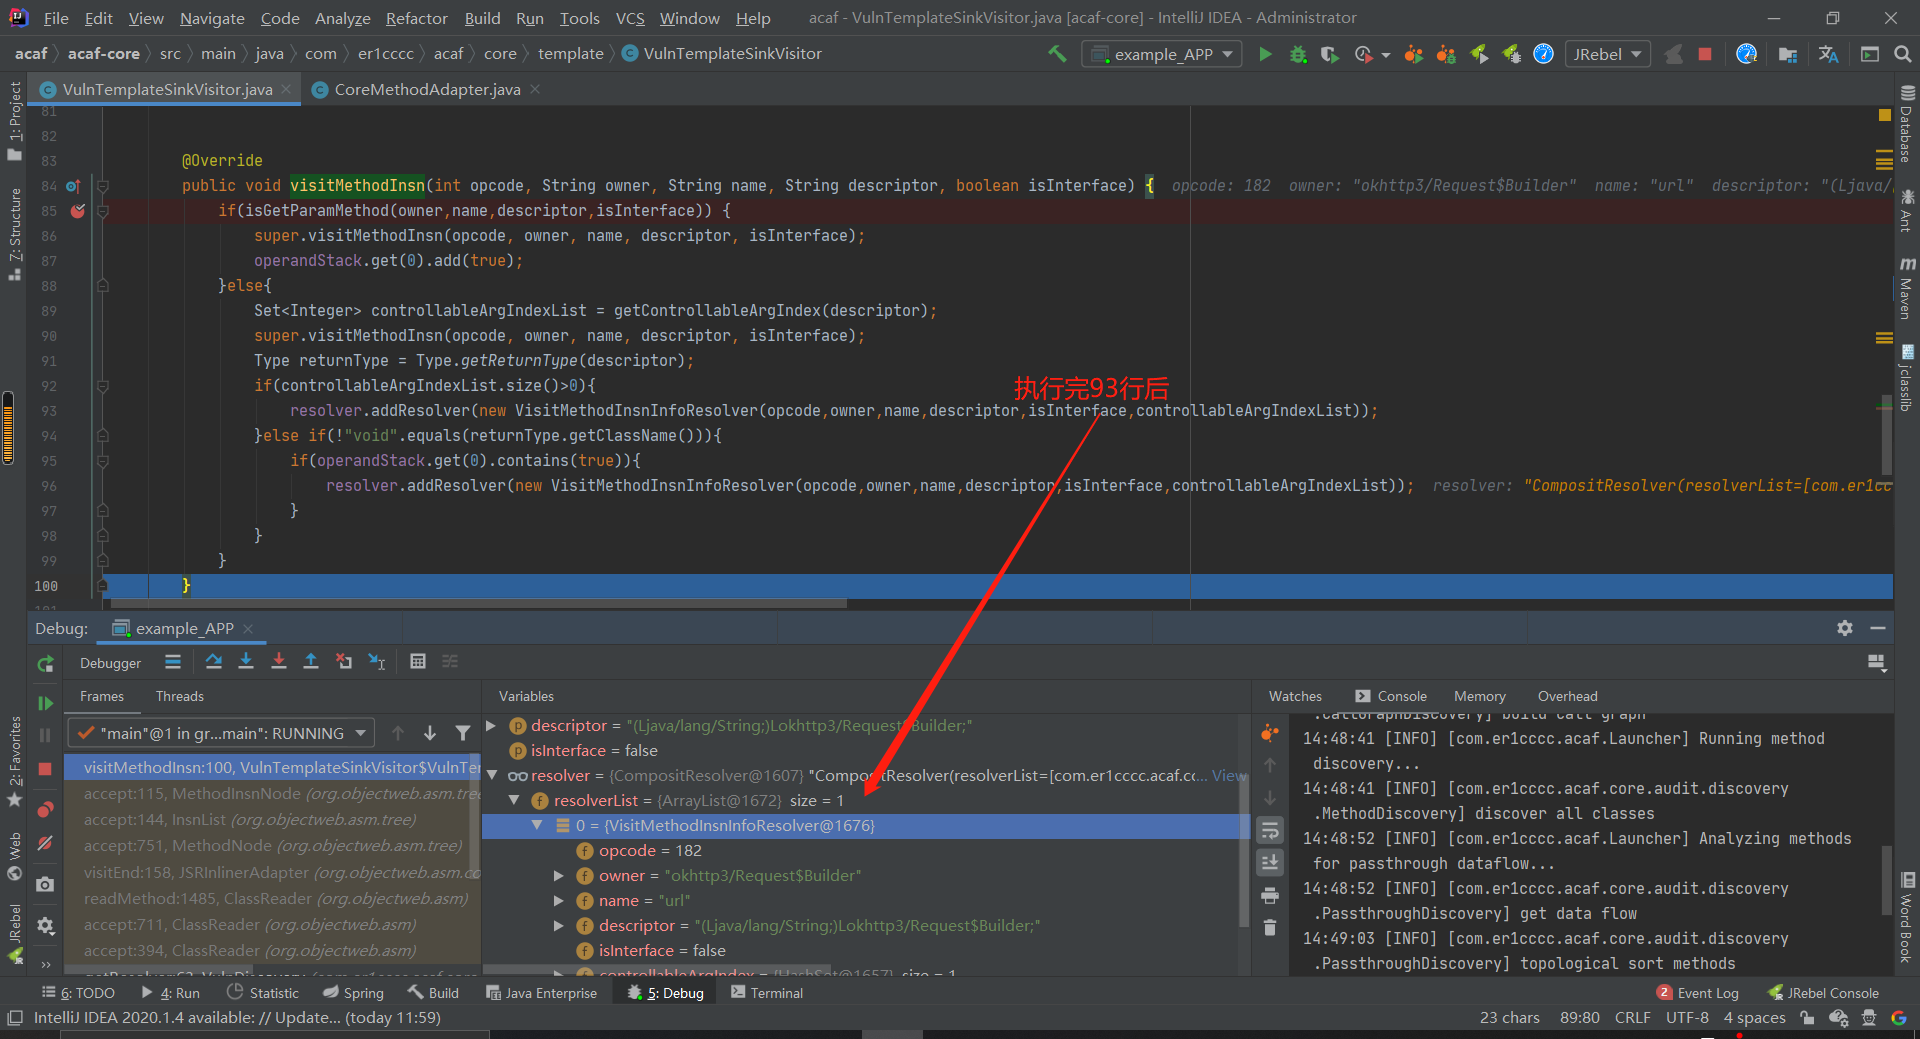 File Edit View Navigate Code Analyze Refactor Build Run Tools VCS Window Help acaf - VulnTemplateSinkVisitor.java [acaf-core] - IntelliJ IDEA - Administrator
acaf acaf-core src main java com er1cccc acaf core template VulnTemplateSinkVisitor example_APP JRebel
VulnTemplateSinkVisitor.java CoreMethodAdapter.java
81
82
83 @Override
84 public void visitMethodInsn(int opcode, String owner, String name, String descriptor, boolean isInterface) { opcode: 182 owner: "okhttp3/Request$Builder" name: "url" descriptor: "(Ljava/
85 if(isGetParamMethod(owner,name,descriptor,isInterface)) {
86 super.visitMethodInsn(opcode, owner, name, descriptor, isInterface);
87 operandStack.get(0).add(true);
88 }else{
89 Set<Integer> controllableArgIndexList = getControllableArgIndex(descriptor);
90 super.visitMethodInsn(opcode, owner, name, descriptor, isInterface);
91 Type returnType = Type.getReturnType(descriptor);
92 if(controllableArgIndexList.size()>0){
执行完93行后
93 resolver.addResolver(new VisitMethodInsnInfoResolver(opcode,owner,name,descriptor,isInterface,controllableArgIndexList));
94 }else if(!"void".equals(returnType.getClassName())){
95 if(operandStack.get(0).contains(true)){
96 resolver.addResolver(new VisitMethodInsnInfoResolver(opcode,owner,name,descriptor,isInterface,controllableArgIndexList)); resolver: "CompositResolver(resolverList=[com.er1cc
97 }
98 }
99 }
100 }
1: Project
7: Structure
2: Favorites
Web
JRebel
Database
Ant
Maven
jclasslib
Word Book
Debug: example_APP
Debugger
Frames Threads
"main"@1 in gr...main": RUNNING
visitMethodInsn:100, VulnTemplateSinkVisitor$VulnTe
accept:115, MethodInsnNode (org.objectweb.asm.tree
accept:144, InsnList (org.objectweb.asm.tree)
accept:751, MethodNode (org.objectweb.asm.tree)
visitEnd:158, JSRInlinerAdapter (org.objectweb.asm.co
readMethod:1485, ClassReader (org.objectweb.asm)
accept:711, ClassReader (org.objectweb.asm)
accept:394, ClassReader (org.objectweb.asm)
Variables
descriptor = "(Ljava/lang/String;)Lokhttp3/Request$Builder;"
isInterface = false
resolver = {CompositResolver@1607} "CompositResolver(resolverList=[com.er1cccc.acaf.cc... View
resolverList = {ArrayList@1672} size = 1
0 = {VisitMethodInsnInfoResolver@1676}
opcode = 182
owner = "okhttp3/Request$Builder"
name = "url"
descriptor = "(Ljava/lang/String;)Lokhttp3/Request$Builder;"
isInterface = false
controllableArgIndex = {HashSet@1657} size = 1
Watches Console Memory Overhead
.CallGraphDiscovery] build call graph
14:48:41 [INFO] [com.er1cccc.acaf.Launcher] Running method
discovery...
14:48:41 [INFO] [com.er1cccc.acaf.core.audit.discovery
.MethodDiscovery] discover all classes
14:48:52 [INFO] [com.er1cccc.acaf.Launcher] Analyzing methods
for passthrough dataflow...
14:48:52 [INFO] [com.er1cccc.acaf.core.audit.discovery
.PassthroughDiscovery] get data flow
14:49:03 [INFO] [com.er1cccc.acaf.core.audit.discovery
.PassthroughDiscovery] topological sort methods
6: TODO 4: Run Statistic Spring Build Java Enterprise 5: Debug Terminal 2 Event Log JRebel Console
IntelliJ IDEA 2020.1.4 available: // Update... (today 11:59) 23 chars 89:80 CRLF UTF-8 4 spaces